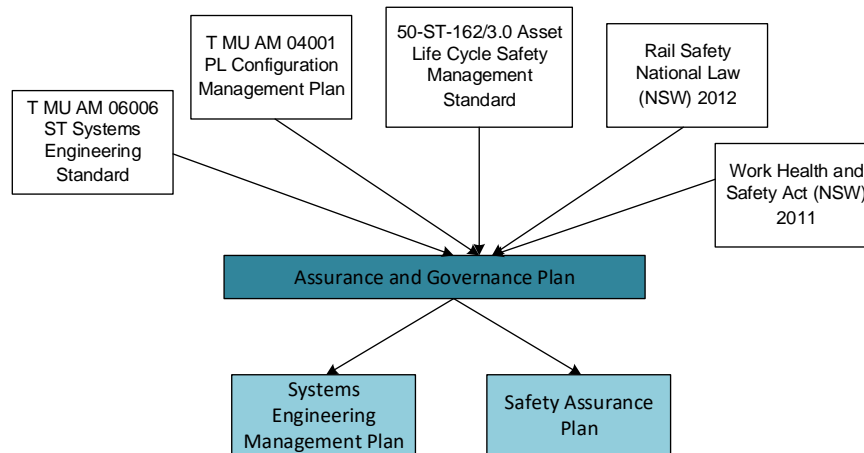 T MU AM 06006
ST Systems
Engineering
Standard
T MU AM 04001
PL Configuration
Management Plan
50-ST-162/3.0 Asset
Life Cycle Safety
Management
Standard
Rail Safety
National Law
(NSW) 2012
Work Health and
Safety Act (NSW)
2011
Assurance and Governance Plan
Systems
Engineering
Management Plan
Safety Assurance
Plan